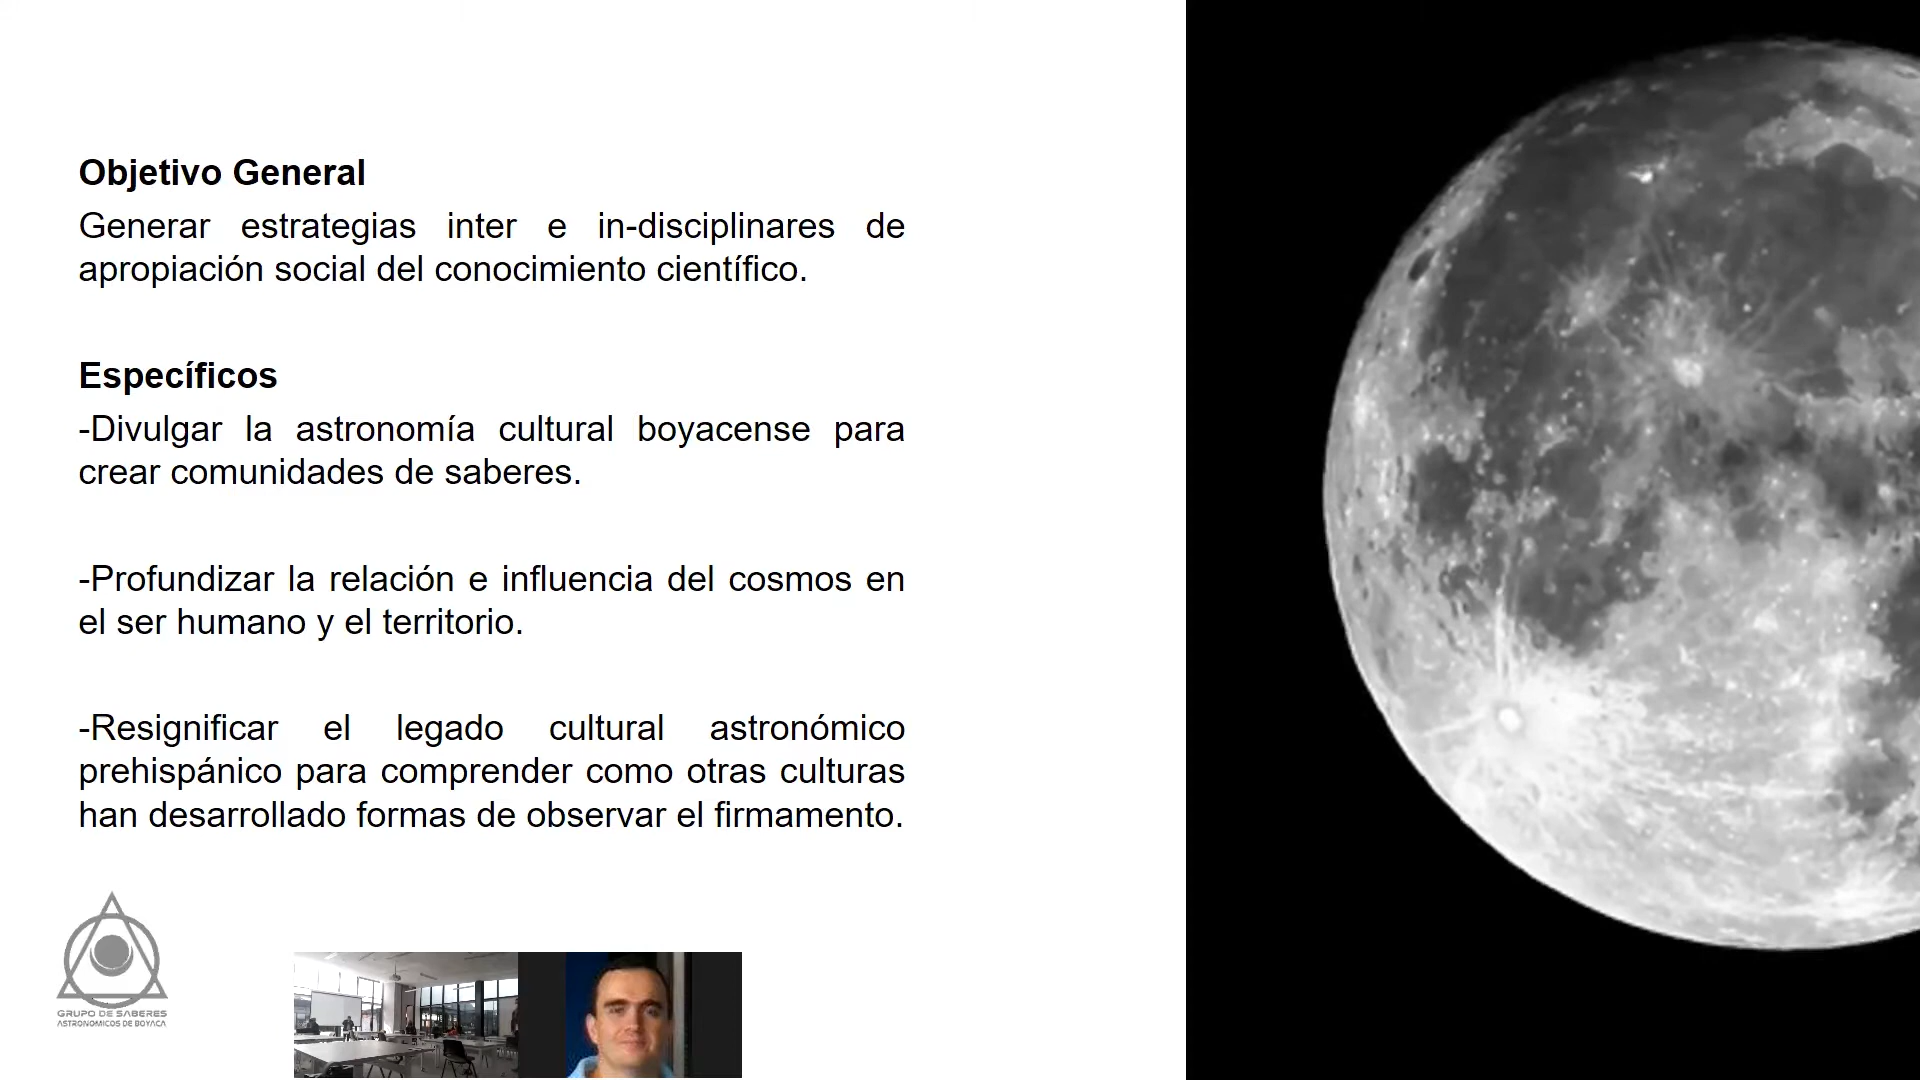 Objetivo General
Generar estrategias inter e in-disciplinares de
apropiación social del conocimiento científico.
Específicos
-Divulgar la astronomía cultural boyacense para
crear comunidades de saberes.
-Profundizar la relación e influencia del cosmos en
el ser humano y el territorio.
-Resignificar el legado cultural astronómico
prehispánico para comprender como otras culturas
han desarrollado formas de observar el firmamento.
GRUPO DE SABERES
ASTRONOMICOS DE BOYACA